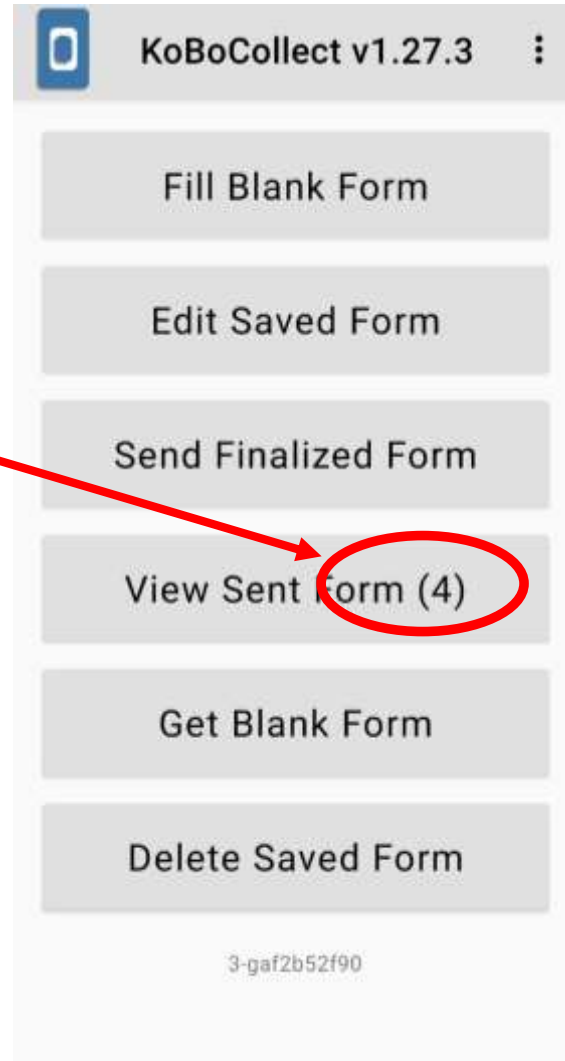 KoBoCollect v1.27.3
Fill Blank Form
Edit Saved Form
Send Finalized Form
View Sent Form (4)
Get Blank Form
Delete Saved Form
3-gaf2b52f90